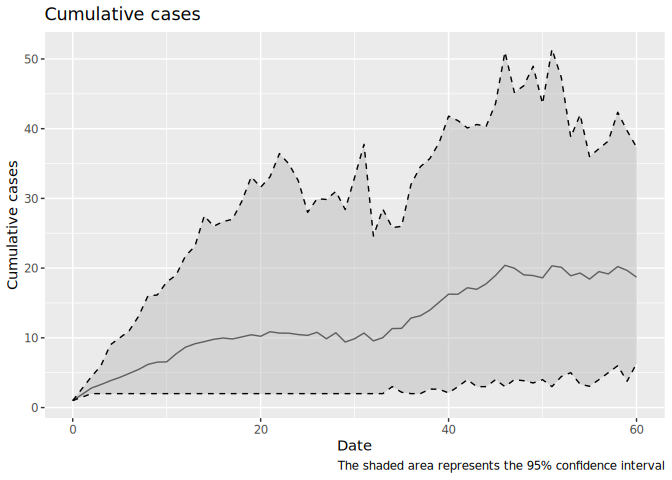 Cumulative cases
Cumulative cases
50
40
30
20
10
0
0 20 40 60
Date
The shaded area represents the 95% confidence interval